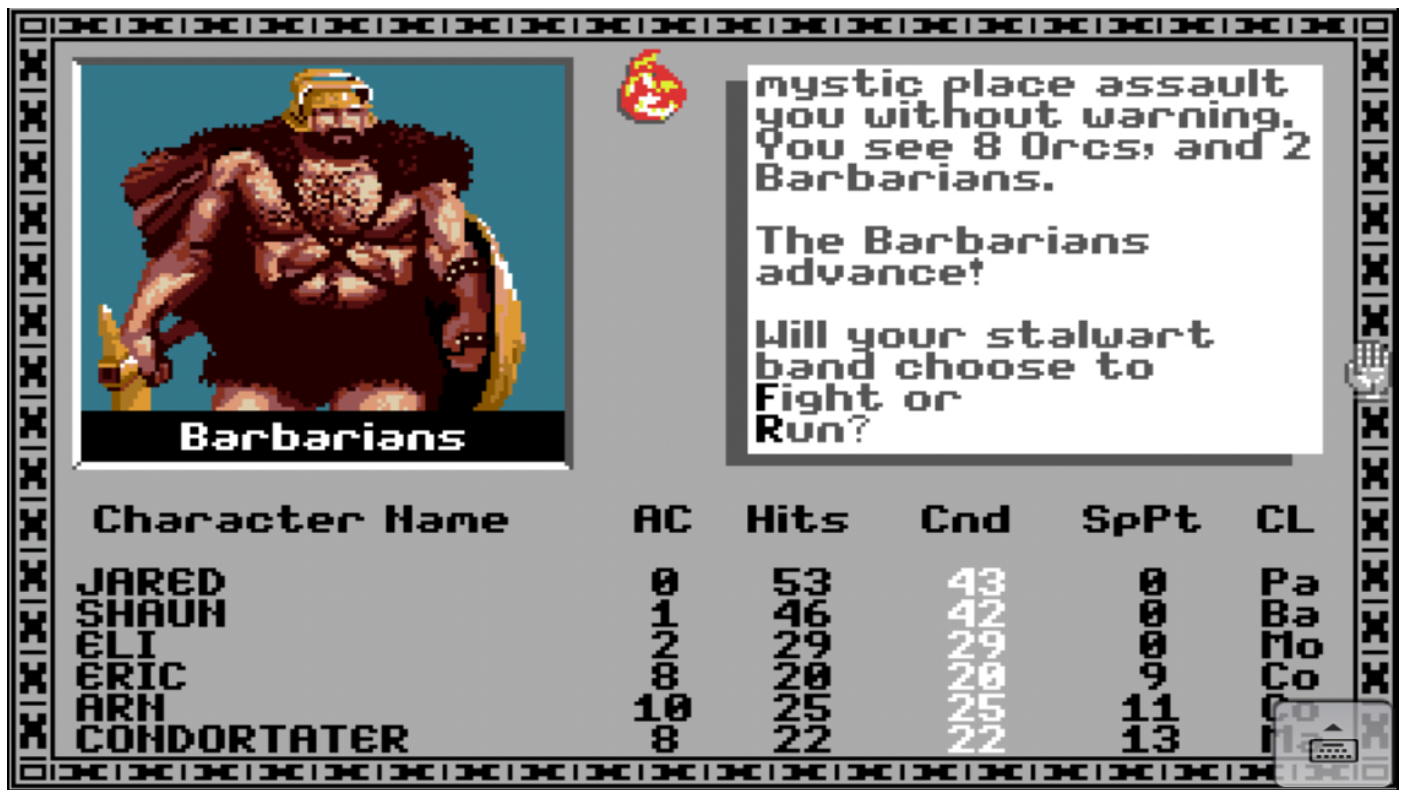 mystic place assault
you without warning.
You see 8 Orcs, and 2
Barbarians.
The Barbarians
advance!
Will your stalwart
band choose to
Fight or
Run?
Barbarians
Character Name AC Hits Cnd SpPt CL
JARED 0 53 43 0 Pa
SHAUN 1 46 42 0 Ba
ELI 2 29 29 0 Mo
ERIC 8 20 20 9 Co
ARN 10 25 25 11 Co
CONDORTATER 8 22 22 13 Ma